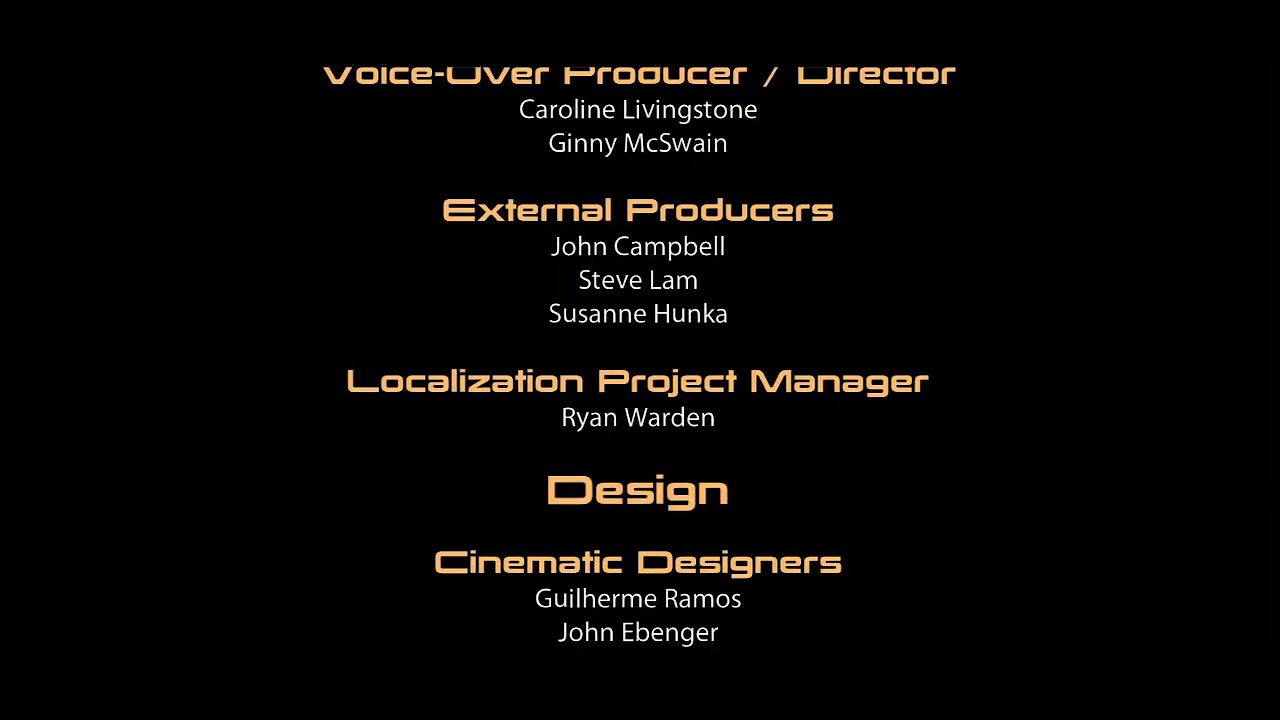 Voice-Over Producer / Director
Caroline Livingstone
Ginny McSwain
External Producers
John Campbell
Steve Lam
Susanne Hunka
Localization Project Manager
Ryan Warden
Design
Cinematic Designers
Guilherme Ramos
John Ebenger